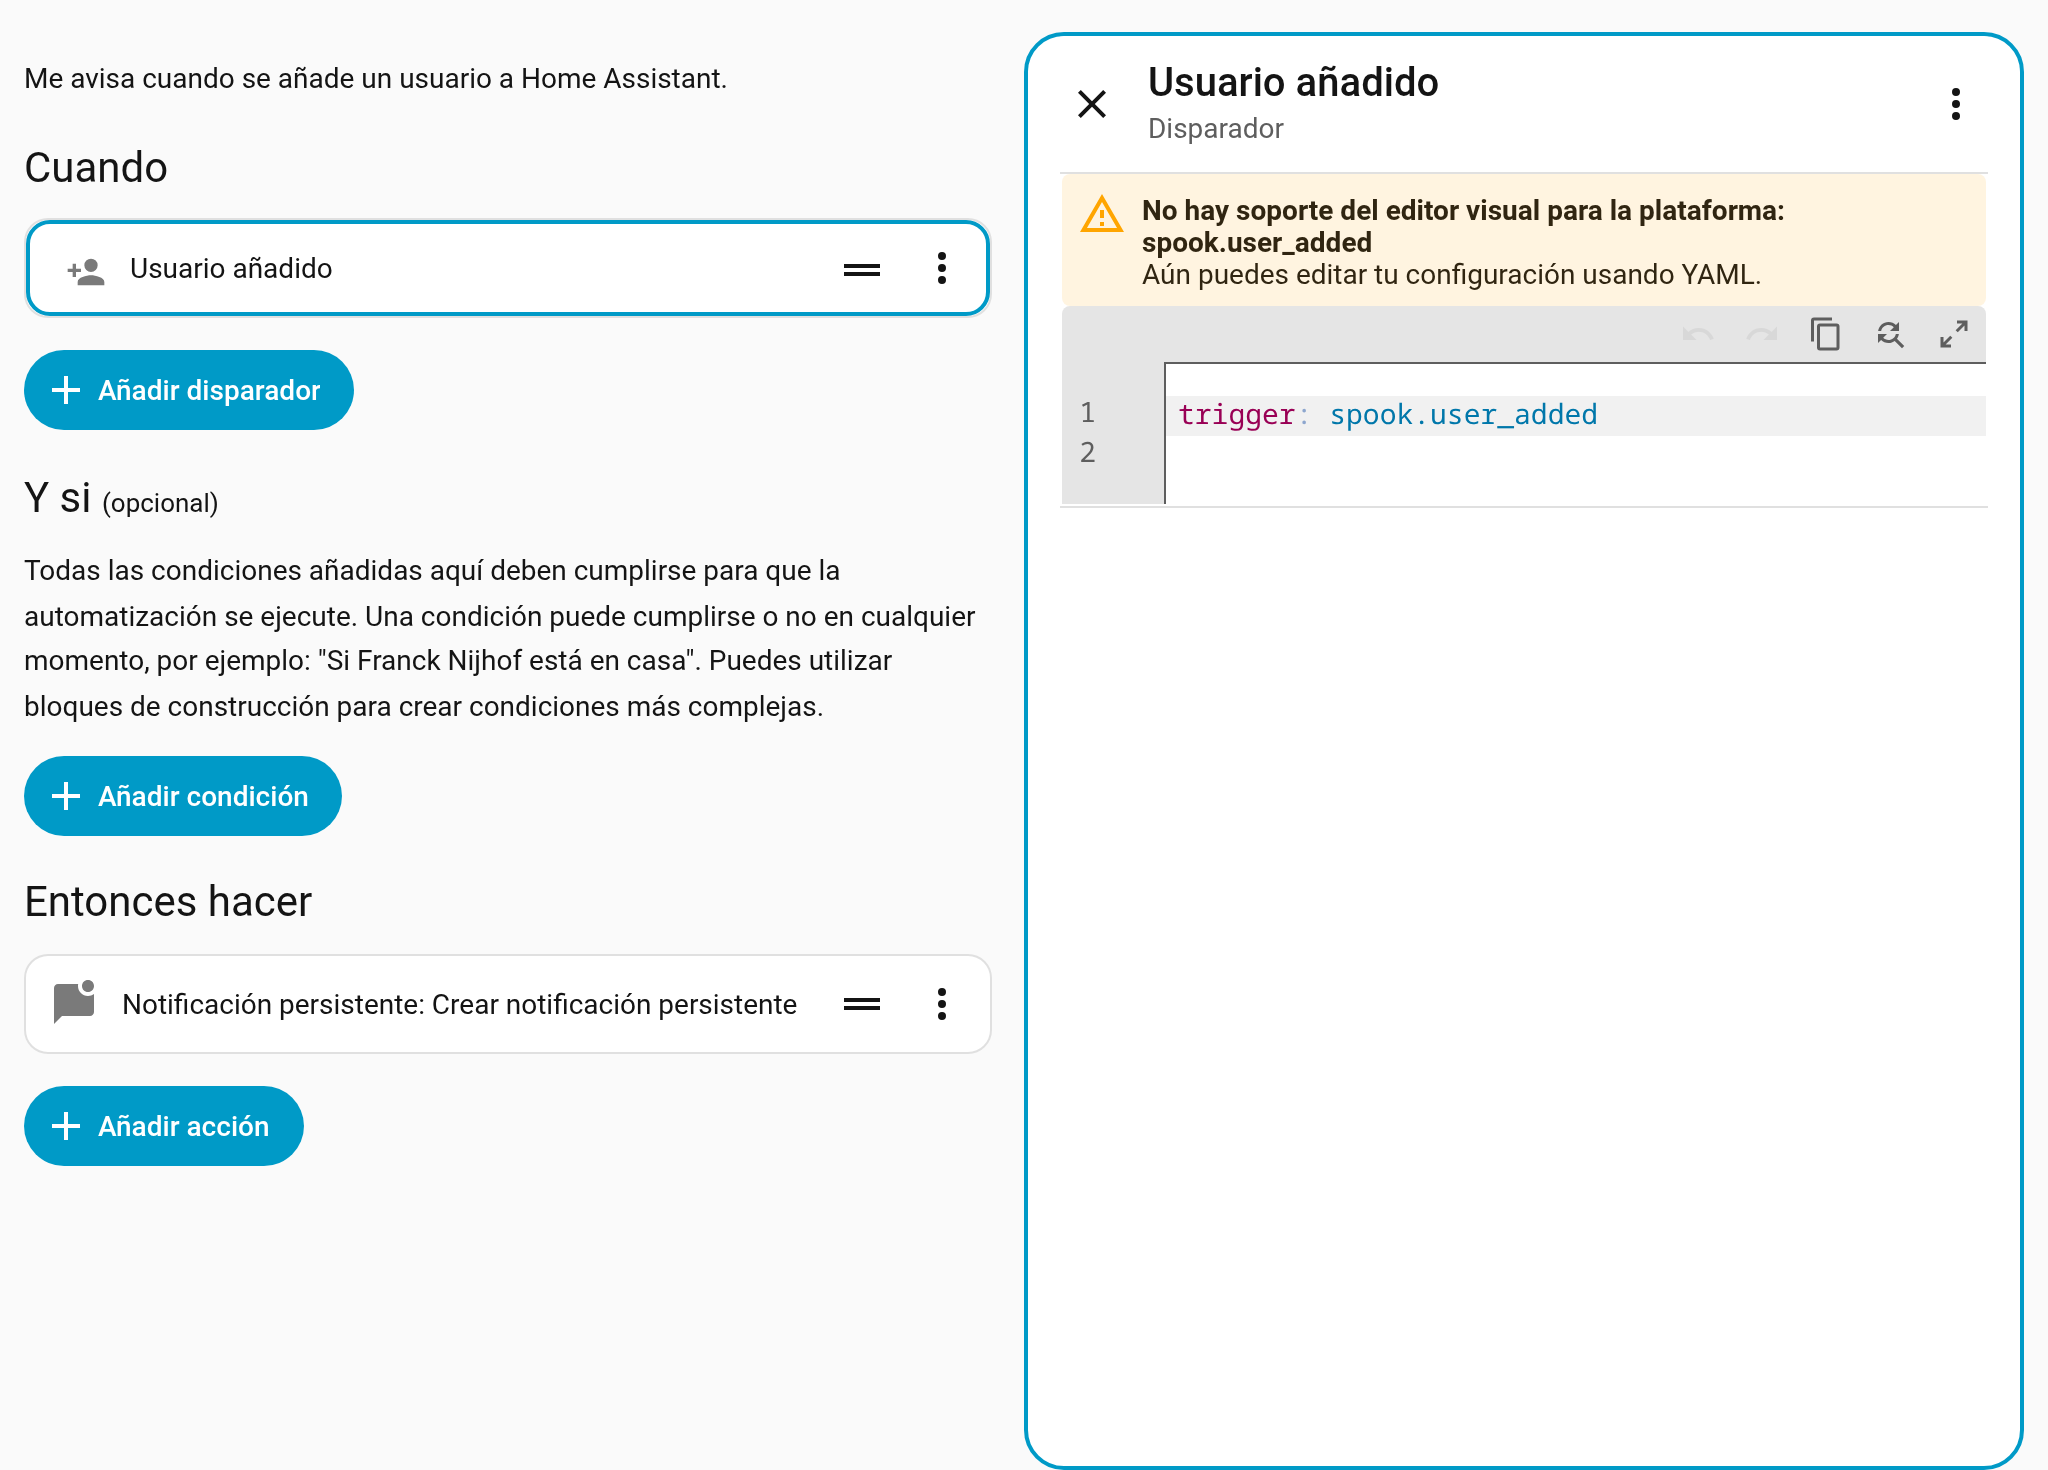 Me avisa cuando se añade un usuario a Home Assistant.
Cuando
Usuario añadido
Añadir disparador
Y si (opcional)
Todas las condiciones añadidas aquí deben cumplirse para que la
automatización se ejecute. Una condición puede cumplirse o no en cualquier
momento, por ejemplo: "Si Franck Nijhof está en casa". Puedes utilizar
bloques de construcción para crear condiciones más complejas.
Añadir condición
Entonces hacer
Notificación persistente: Crear notificación persistente
Añadir acción
Usuario añadido
Disparador
No hay soporte del editor visual para la plataforma:
spook.user_added
Aún puedes editar tu configuración usando YAML.
1 trigger: spook.user_added
2